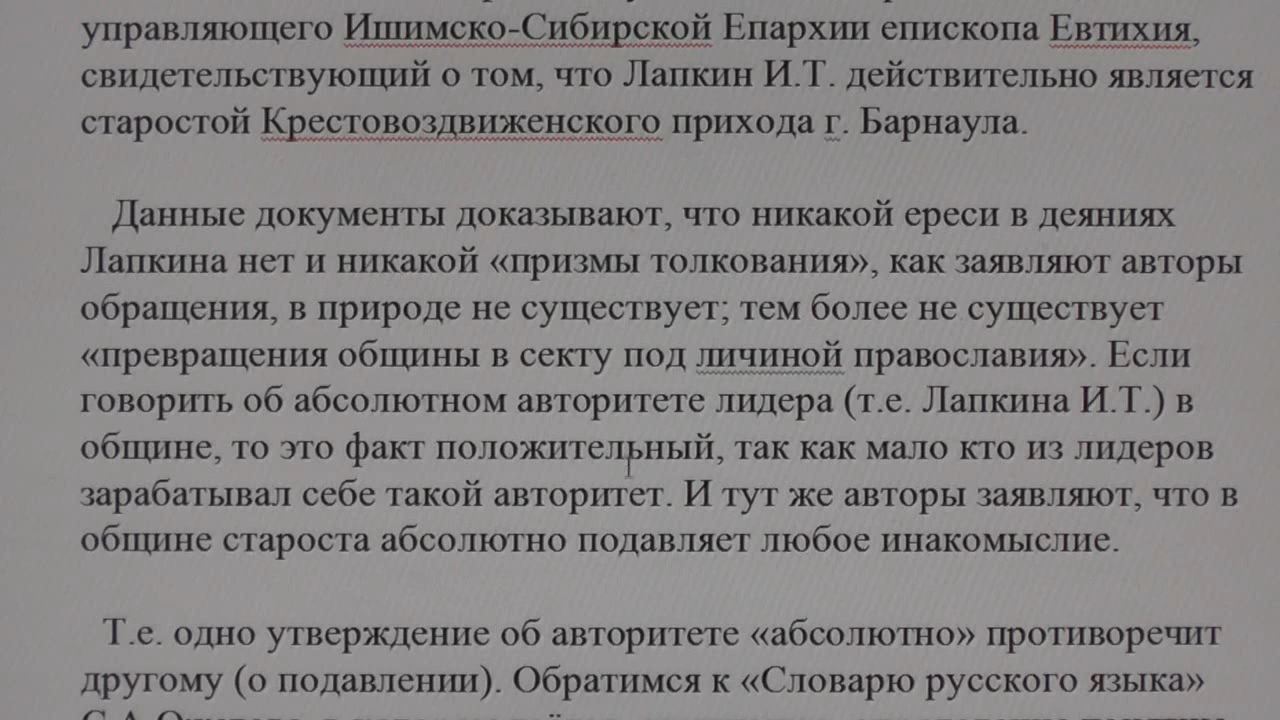 управляющего Ишимско-Сибирской Епархии епископа Евтихия,
свидетельствующий о том, что Лапкин И.Т. действительно является
старостой Крестовоздвиженского прихода г. Барнаула.
Данные документы доказывают, что никакой ереси в деяниях
Лапкина нет и никакой «призмы толкования», как заявляют авторы
обращения, в природе не существует; тем более не существует
«превращения общины в секту под личиной православия». Если
говорить об абсолютном авторитете лидера (т.е. Лапкина И.Т.) в
общине, то это факт положительный, так как мало кто из лидеров
зарабатывал себе такой авторитет. И тут же авторы заявляют, что в
общине староста абсолютно подавляет любое инакомыслие.
Т.е. одно утверждение об авторитете «абсолютно» противоречит
другому (о подавлении). Обратимся к «Словарю русского языка»